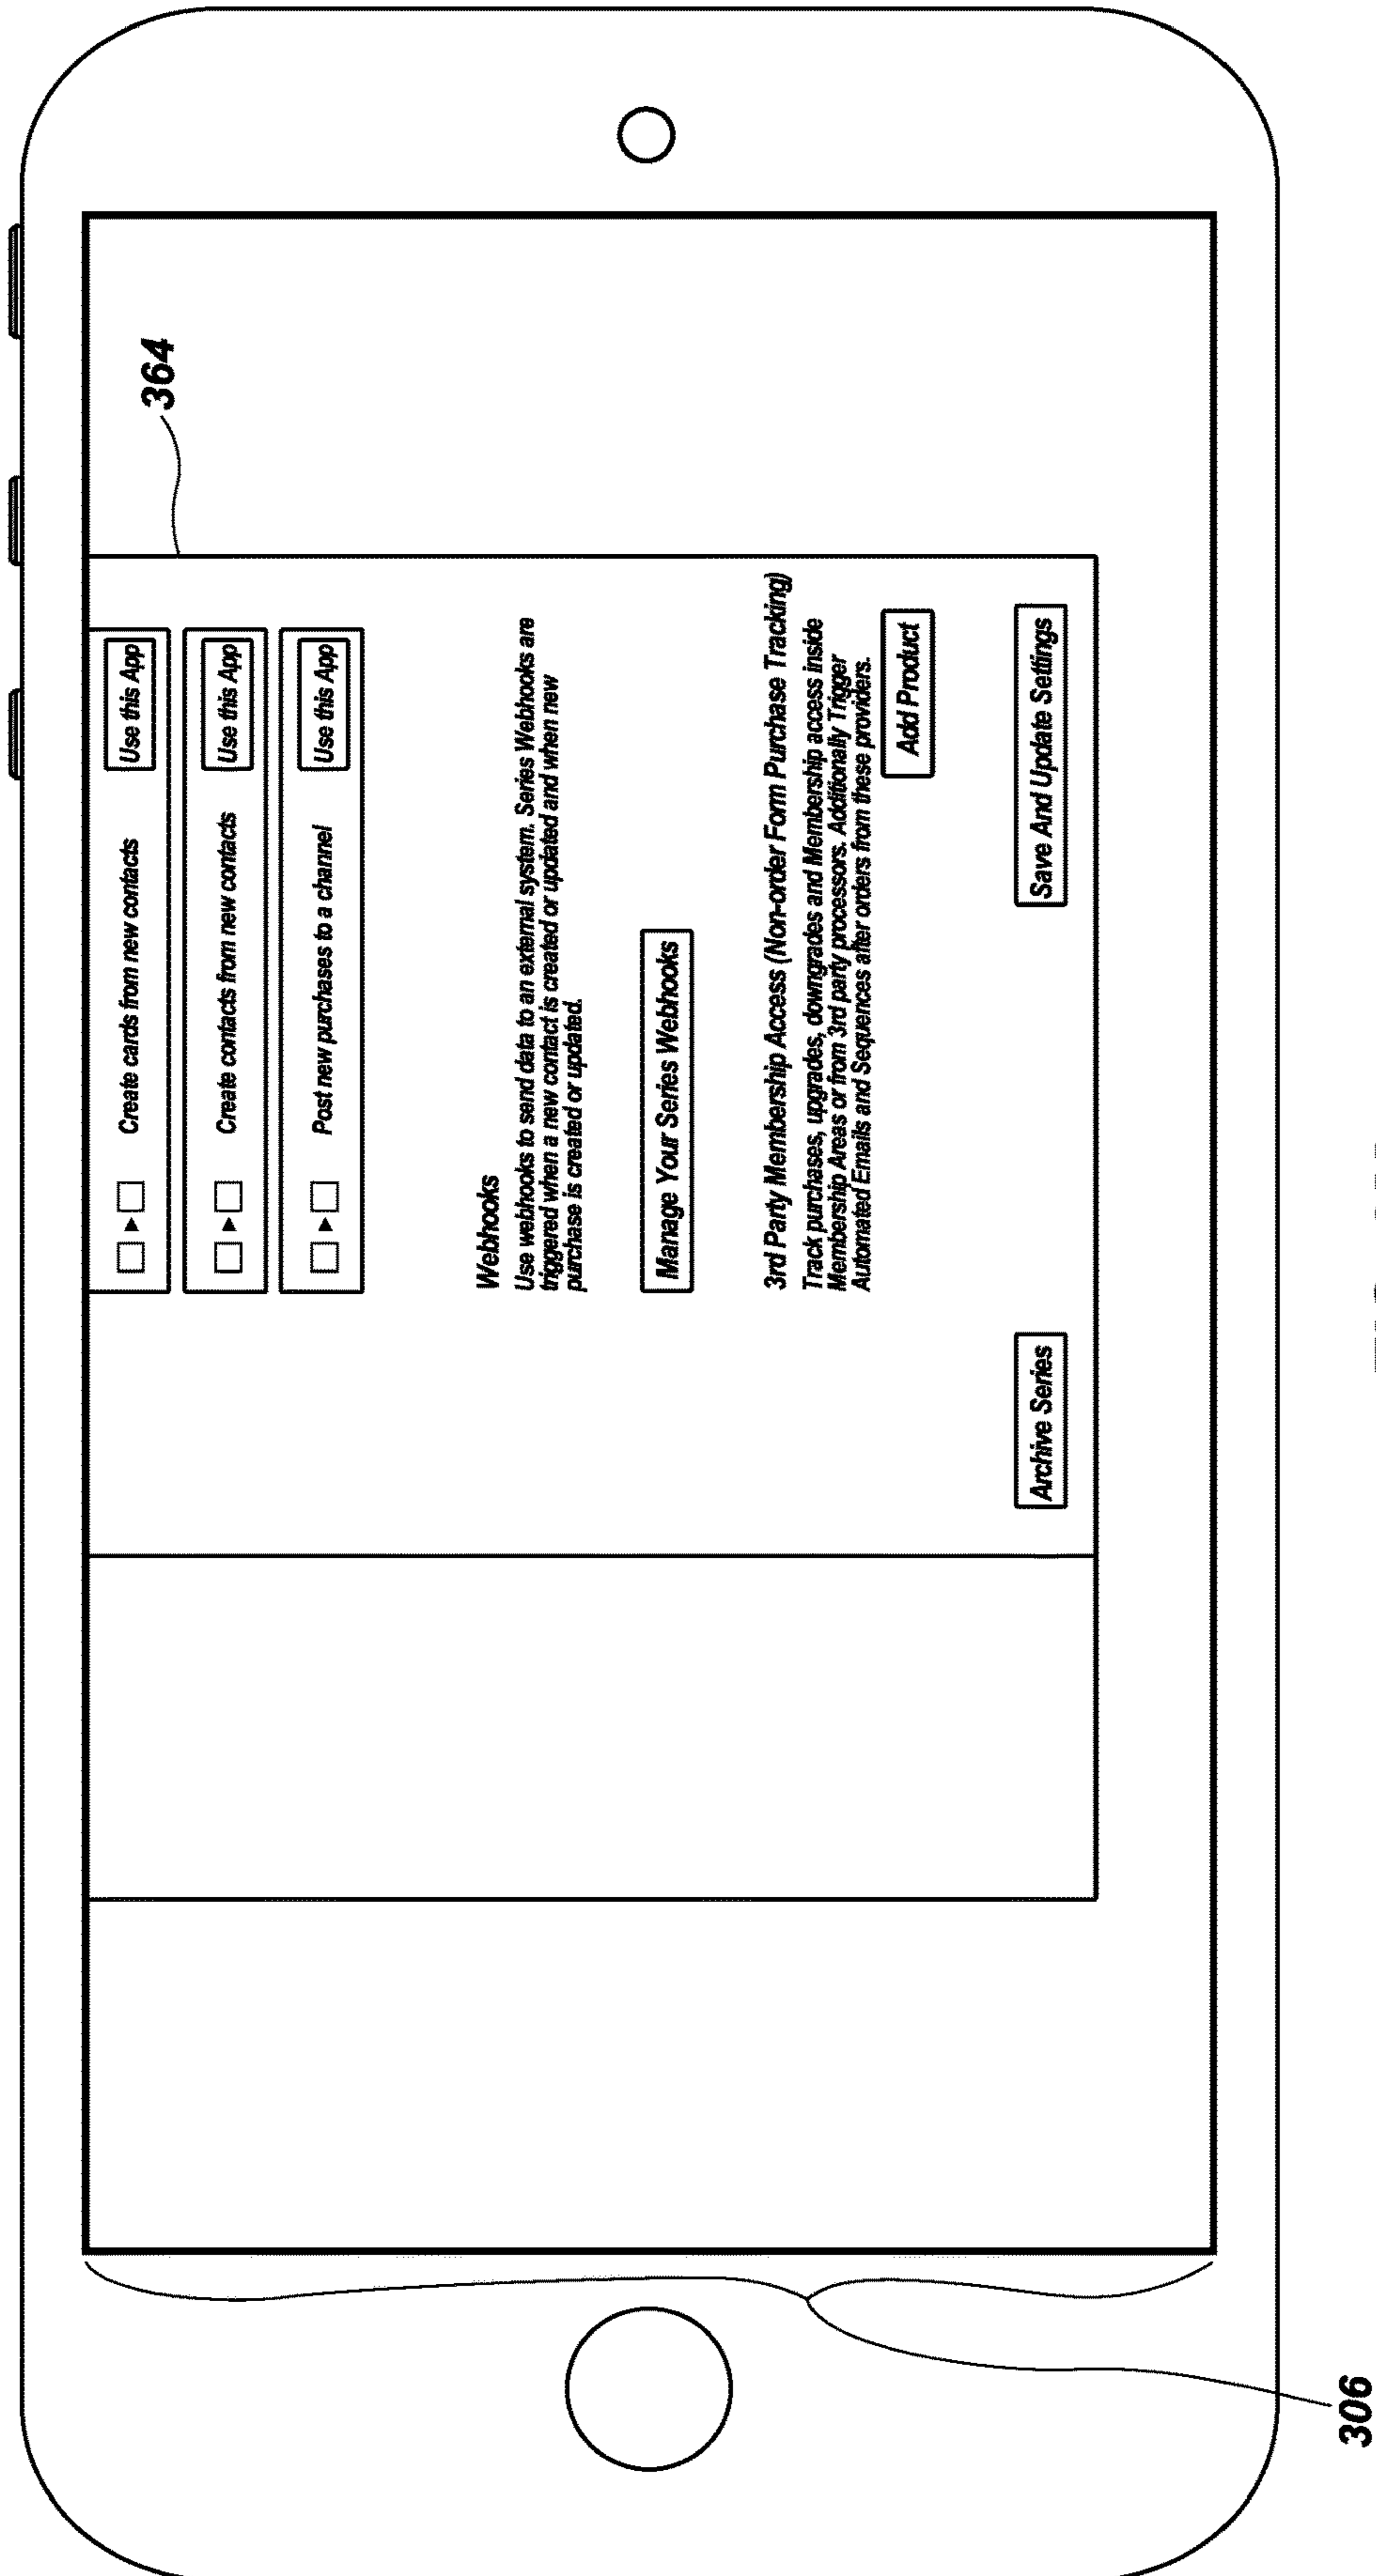 364
Create cards from new contacts Use this App
Create contacts from new contacts Use this App
Post new purchases to a channel Use this App
Webhooks
Use webhooks to send data to an external system. Series Webhooks are
triggered when a new contact is created or updated and when new
purchase is created or updated.
Manage Your Series Webhooks
3rd Party Membership Access (Non-order Form Purchase Tracking)
Track purchases, upgrades, downgrades and Membership access inside
Membership Areas or from 3rd party processors. Additionally Trigger
Automated Emails and Sequences after orders from these providers.
Add Product
Archive Series Save And Update Settings
306